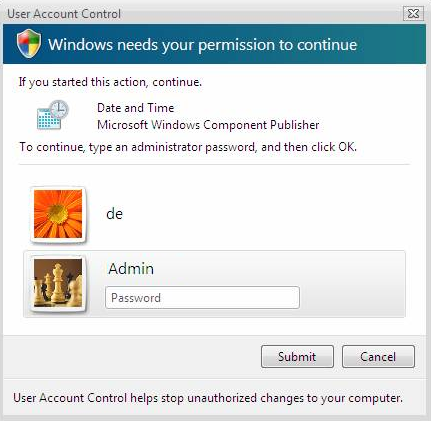 User Account Control
Windows needs your permission to continue
If you started this action, continue.
Date and Time
Microsoft Windows Component Publisher
To continue, type an administrator password, and then click OK.
de
Admin
Password
Submit
Cancel
User Account Control helps stop unauthorized changes to your computer.